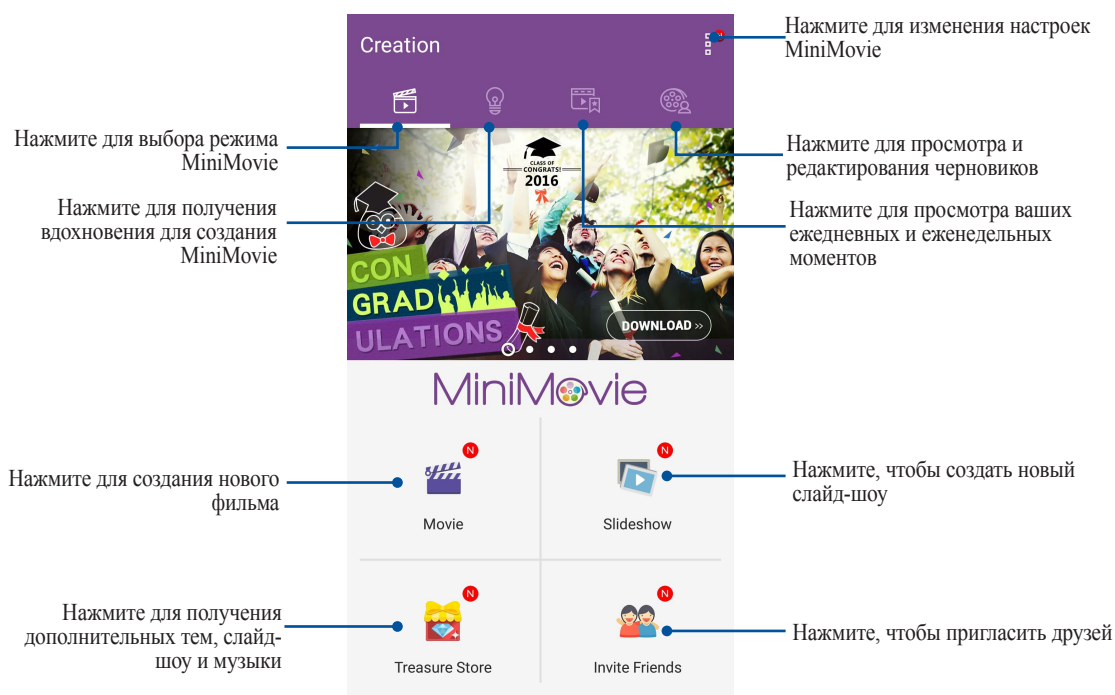 Нажмите для изменения настроек
MiniMovie
Creation
N
Нажмите для выбора режима
MiniMovie
Нажмите для просмотра и
редактирования черновиков
Нажмите для получения
вдохновения для создания
MiniMovie
Нажмите для просмотра ваших
ежедневных и еженедельных
моментов
CLASS OF
CONGRATS!
2016
CON
GRAD
ULATIONS
DOWNLOAD »
MiniMovie
Нажмите для создания нового
фильма
N
Movie
N
Slideshow
Нажмите, чтобы создать новый
слайд-шоу
Нажмите для получения
дополнительных тем, слайд-
шоу и музыки
N
Treasure Store
N
Invite Friends
Нажмите, чтобы пригласить друзей